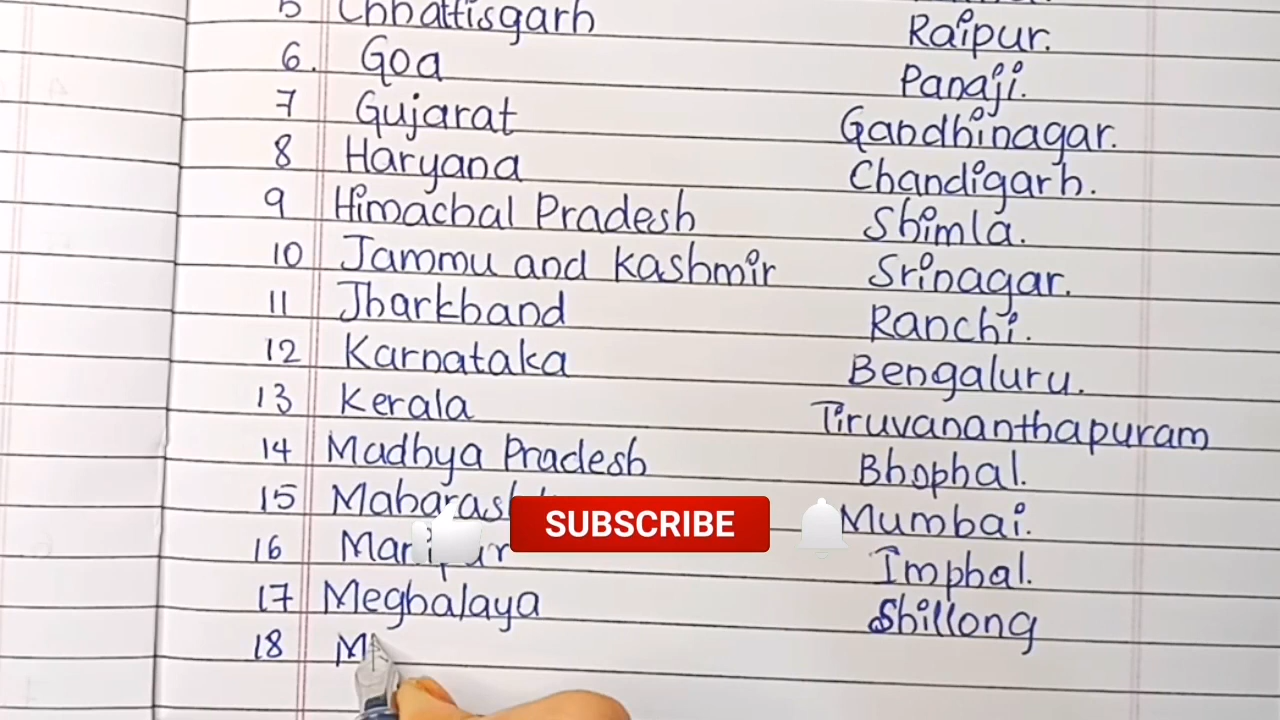 5 Chhattisgarh Raipur.
6. Goa Panaji.
7 Gujarat Gandhinagar.
8 Haryana Chandigarh.
9 Himachal Pradesh Shimla.
10 Jammu and Kashmir Srinagar.
11 Jharkhand Ranchi.
12 Karnataka Bengaluru.
13 Kerala Tiruvananthapuram
14 Madhya Pradesh Bhophal.
15 Mumbai.
SUBSCRIBE
16 Manipur Imphal.
17 Meghalaya Shillong
18 M